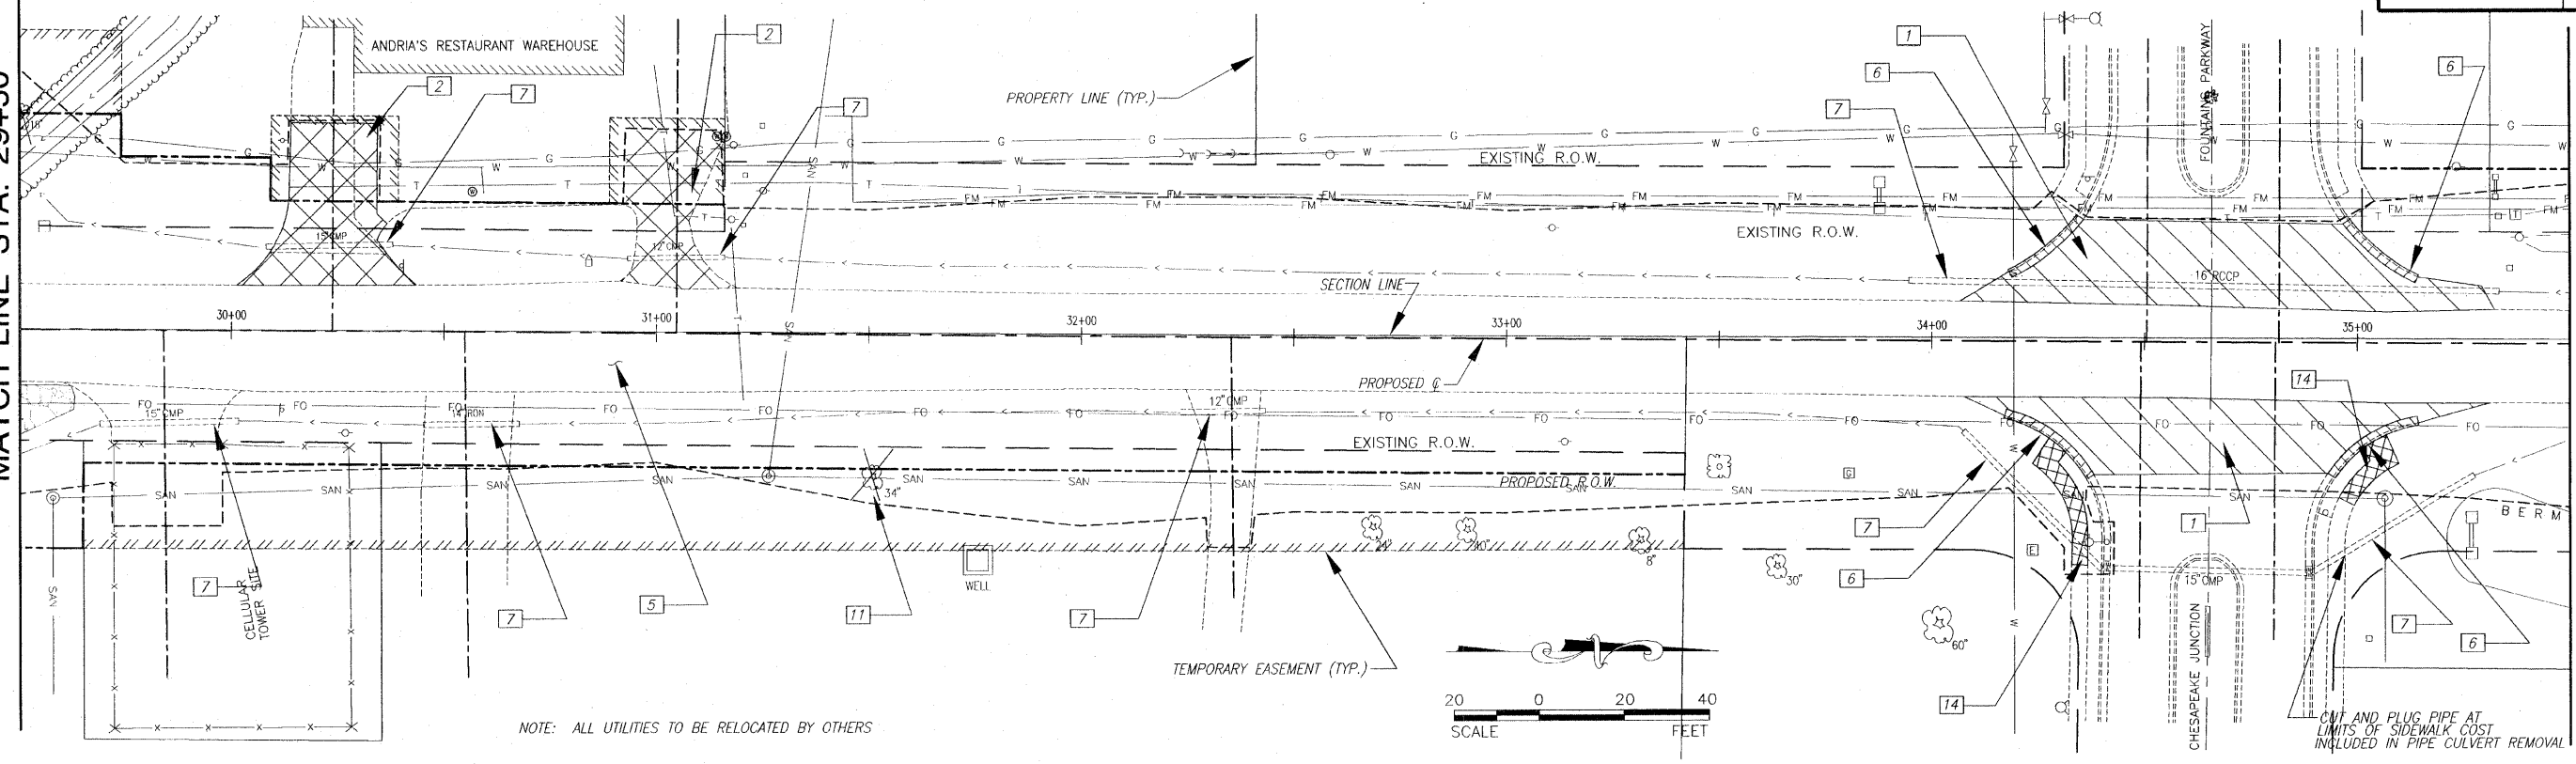 MATCH LINE STA. 29+50
ANDRIA'S RESTAURANT WAREHOUSE
2
2
7
7
PROPERTY LINE (TYP.)
1
6
7
6
FOUNTAINS PARKWAY
EXISTING R.O.W.
EXISTING R.O.W.
15"CMP
12"CMP
16"RCCP
SECTION LINE
30+00
31+00
32+00
33+00
34+00
35+00
PROPOSED ℄
14
15"CMP
12"CMP
EXISTING R.O.W.
PROPOSED R.O.W.
34"
24"
40"
8"
30"
60"
BERM
7
1
7
CELLULAR
TOWER SITE
7
5
11
WELL
7
6
15"CMP
7
6
14
TEMPORARY EASEMENT (TYP.)
CHESAPEAKE JUNCTION
20 0 20 40
SCALE FEET
NOTE: ALL UTILITIES TO BE RELOCATED BY OTHERS
CUT AND PLUG PIPE AT
LIMITS OF SIDEWALK COST
INCLUDED IN PIPE CULVERT REMOVAL